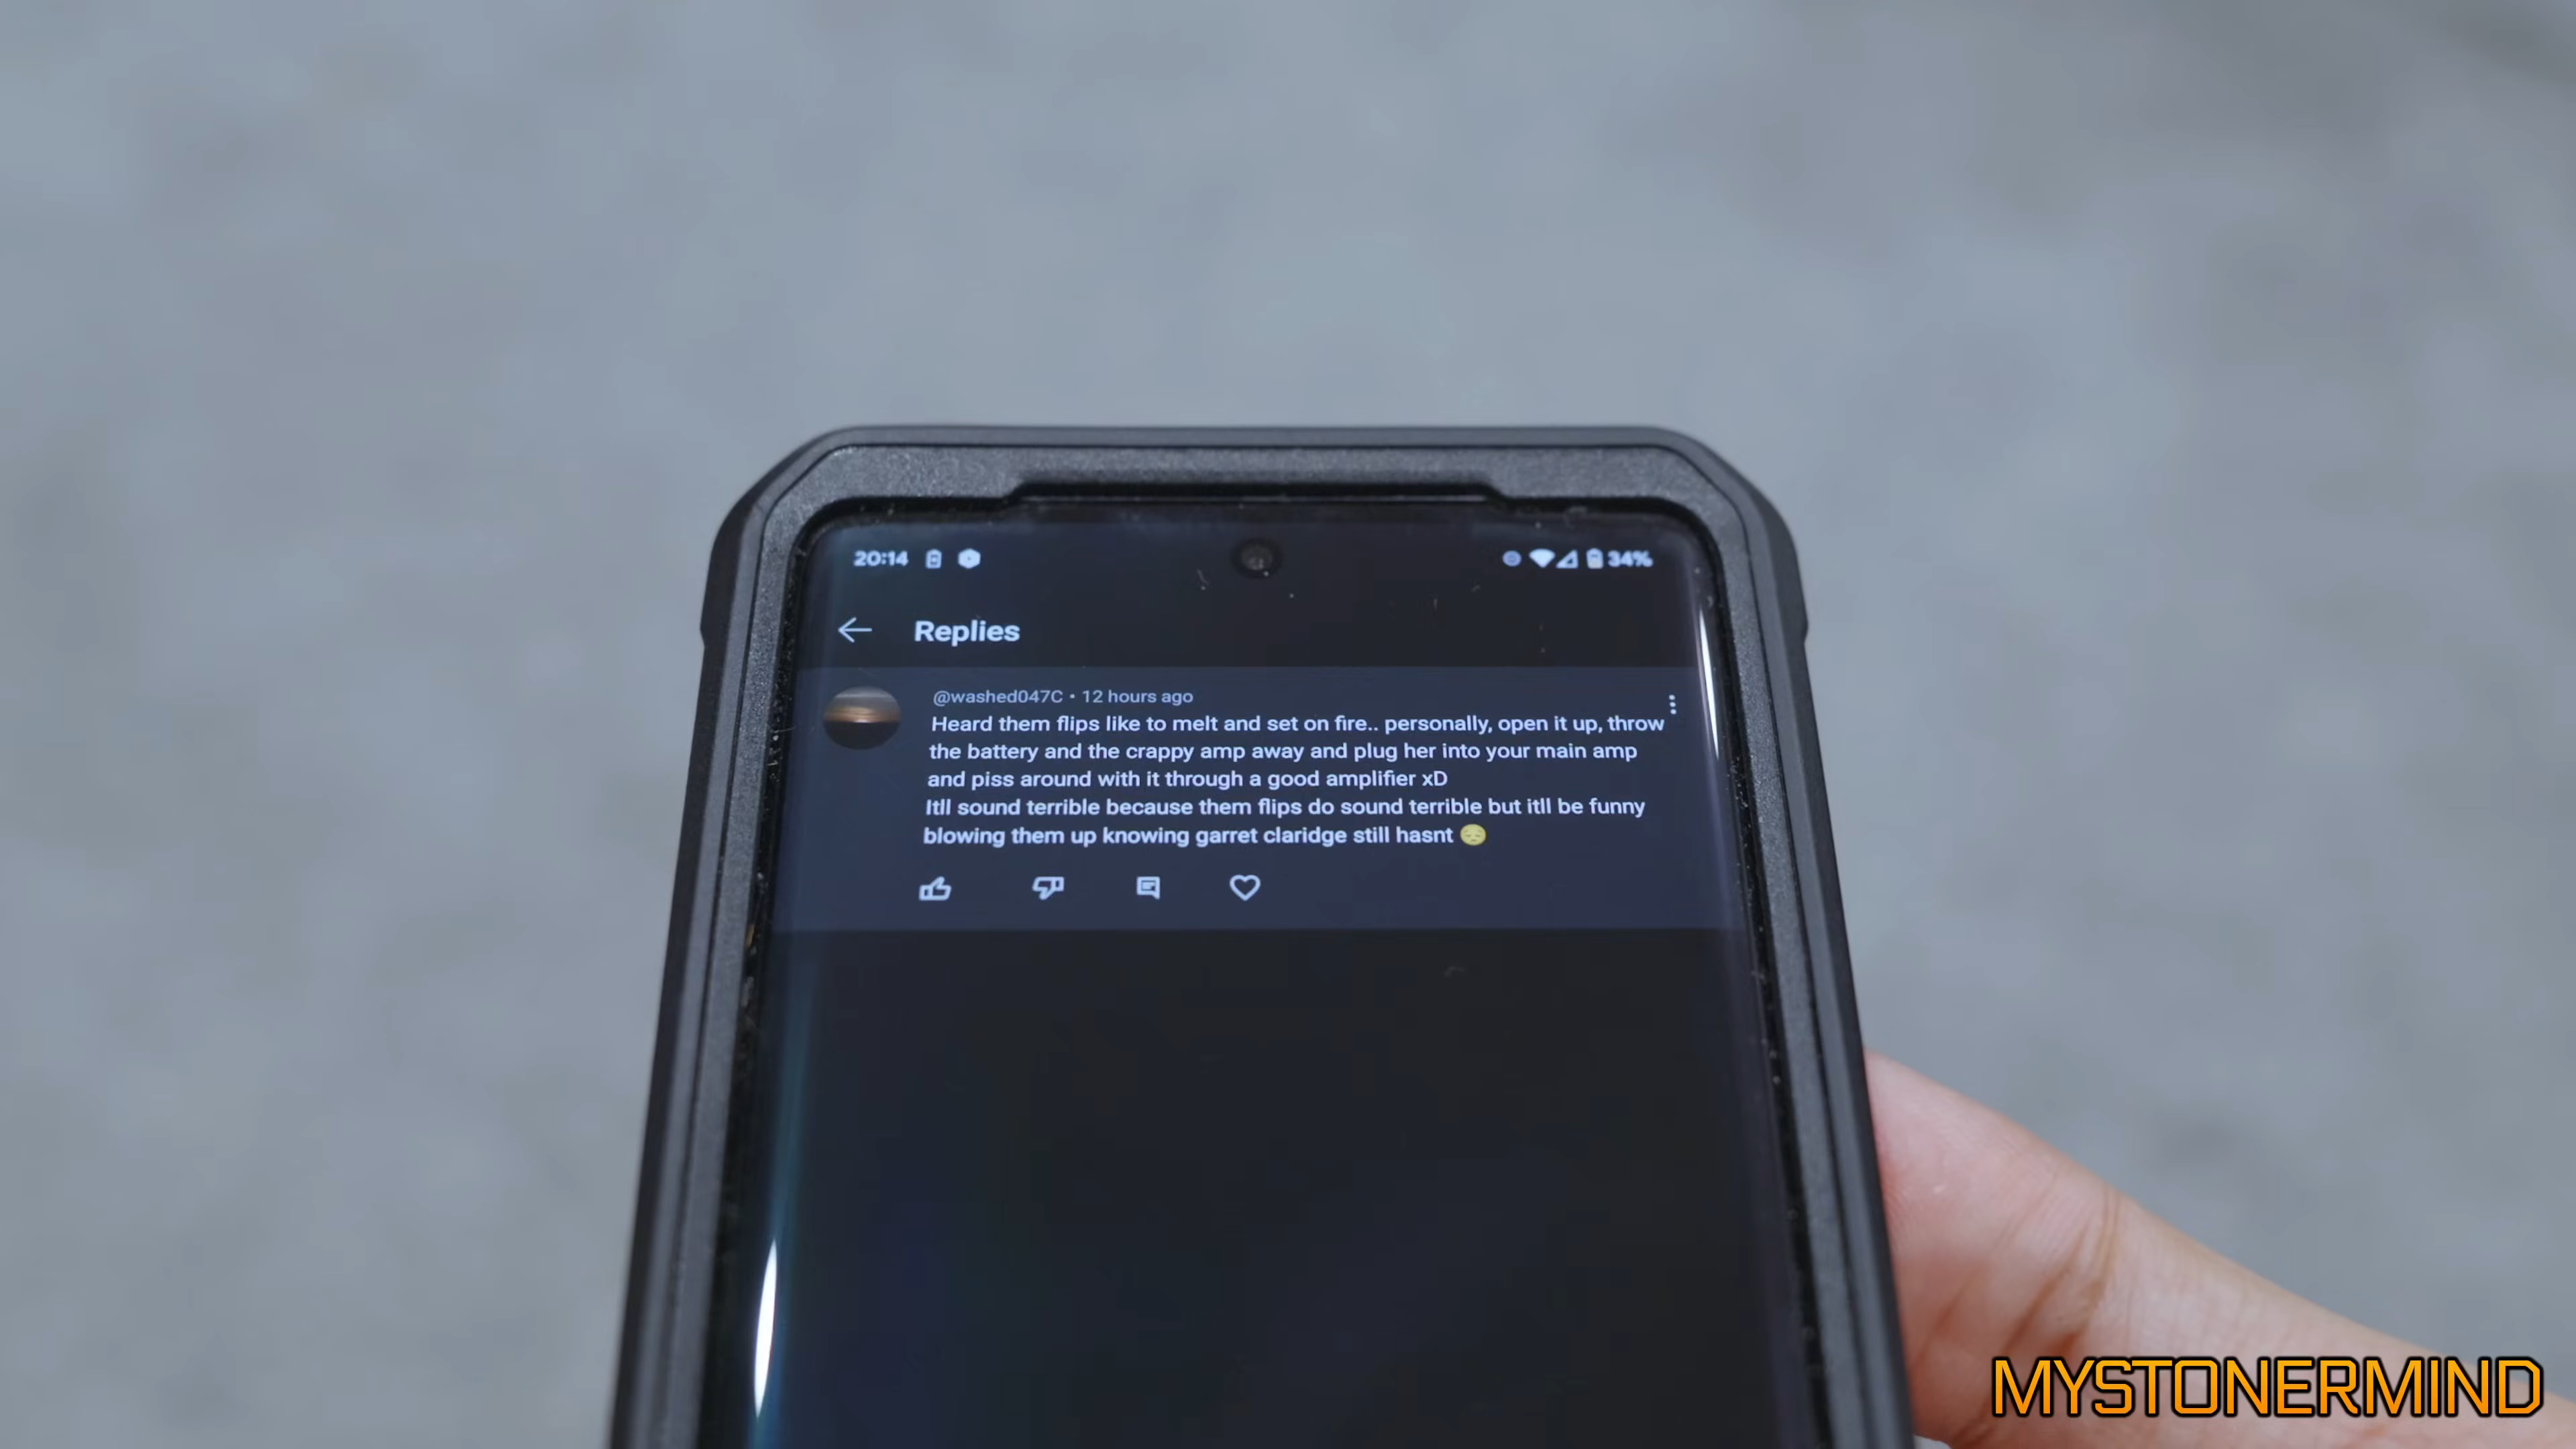 20:14 34%
Replies
@washed047C • 12 hours ago
Heard them flips like to melt and set on fire.. personally, open it up, throw
the battery and the crappy amp away and plug her into your main amp
and piss around with it through a good amplifier xD
Itll sound terrible because them flips do sound terrible but itll be funny
blowing them up knowing garret claridge still hasnt 😔
MYSTONERMIND